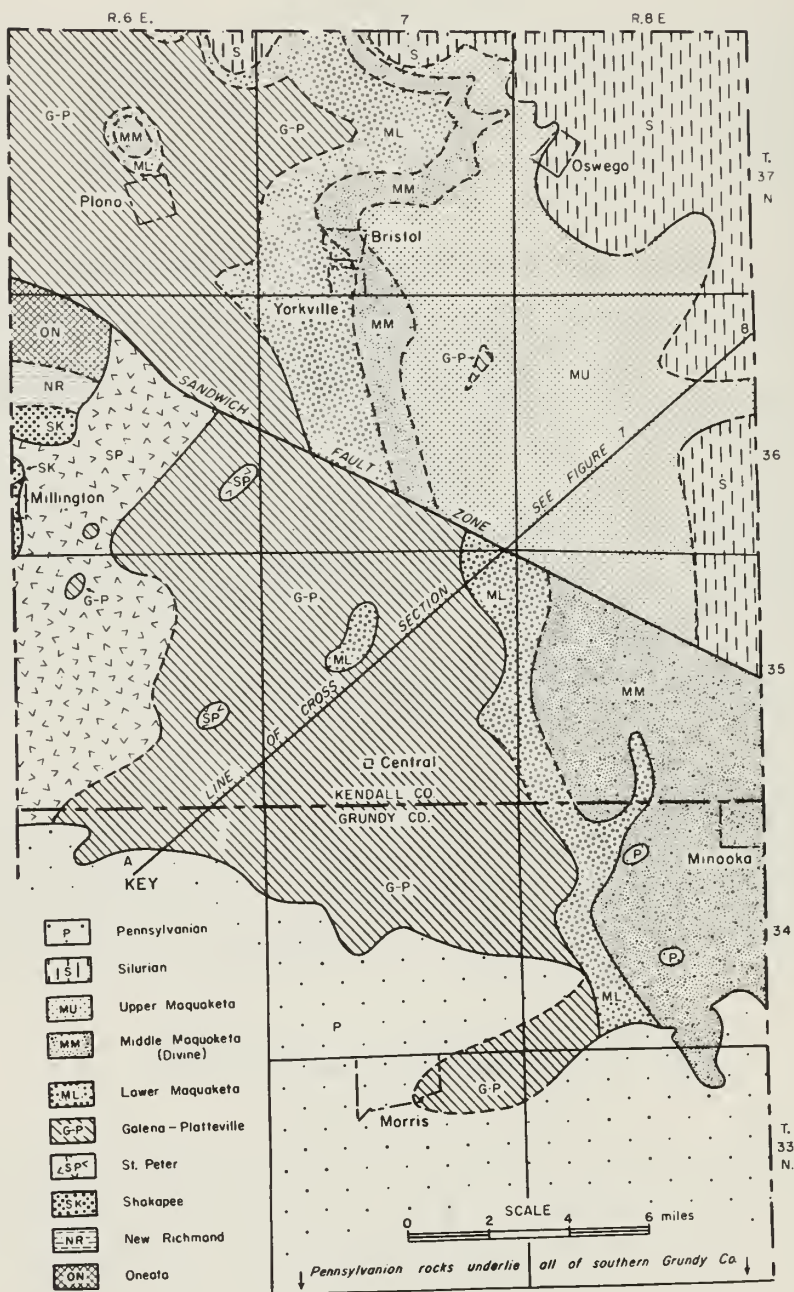 R.6 E. 7 R.8 E
S S
G-P G-P ML S
MM
ML
T.
37
N
Oswego
MM
Plano
Bristol
Yorkville
ON MM B
G-P
NR MU
SANDWICH FAULT ZONE
SEE FIGURE 7
SK SP
SK S 36
Millington SP
G-P
G-P ML
ML
MM 35
SP
LINE OF CROSS SECTION
Central
KENDALL CO
GRUNDY CO.
A P Minooka
G-P
34
P
ML
P
G-P
Morris
T.
33
N.
KEY
P Pennsylvanian
S Silurian
MU Upper Maquoketa
MM Middle Maquoketa
(Divine)
ML Lower Maquoketa
G-P Galena-Platteville
SP St. Peter
SK Shakopee
NR New Richmond
ON Oneota
SCALE
0 2 4 6 miles
Pennsylvanian rocks underlie all of southern Grundy Co.